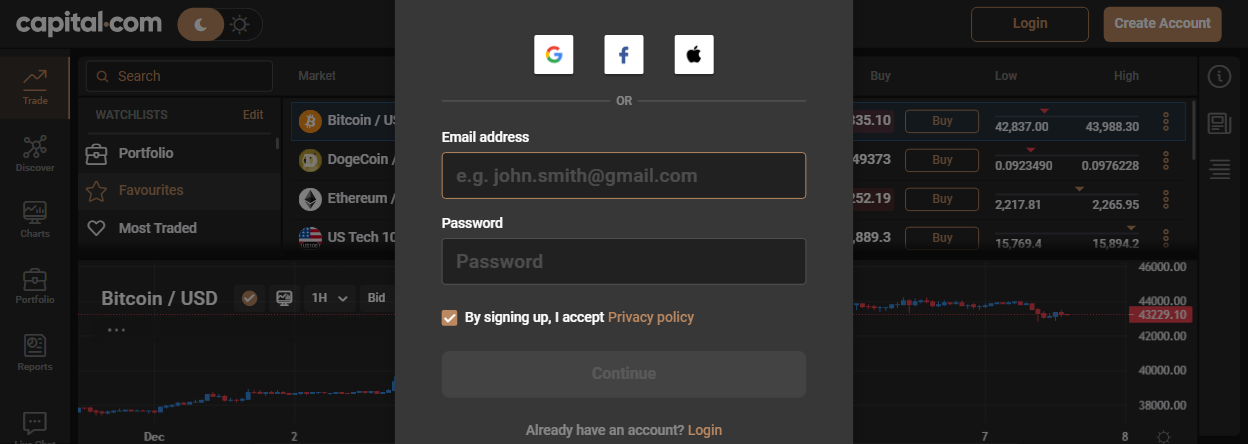 capital.com
Login
Create Account
Search
Market
Buy
Low
High
Trade
WATCHLISTS
Edit
OR
Bitcoin / US
335.10
Buy
42,837.00
43,988.30
Email address
Portfolio
DogeCoin /
49373
Buy
0.0923490
0.0976228
Discover
e.g. john.smith@gmail.com
Favourites
Ethereum /
252.19
Buy
2,217.81
2,265.95
Most Traded
Password
Charts
US Tech 10
,889.3
Buy
15,769.4
15,894.2
Password
46000.00
Portfolio
Bitcoin / USD
1H
Bid
44000.00
By signing up, I accept Privacy policy
43229.10
42000.00
Reports
Continue
40000.00
38000.00
Live Chat
Already have an account? Login
Dec
2
7
8